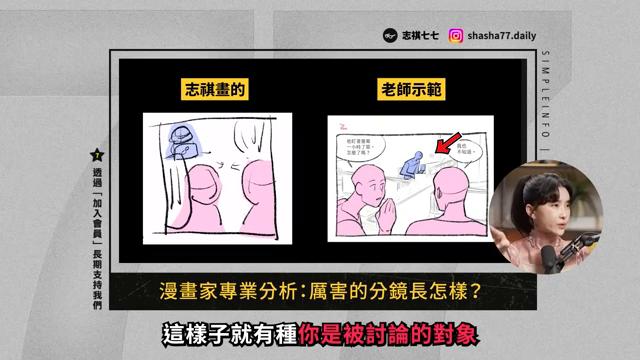 志祺七七
shasha77.daily
SIMPLEINFO
透過「加入會員」長期支持我們
志祺畫的
老師示範
他盯著螢幕
一小時了耶,
怎麼了嗎?
我也
不知道。
漫畫家專業分析:厲害的分鏡長怎樣?
這樣子就有種你是被討論的對象